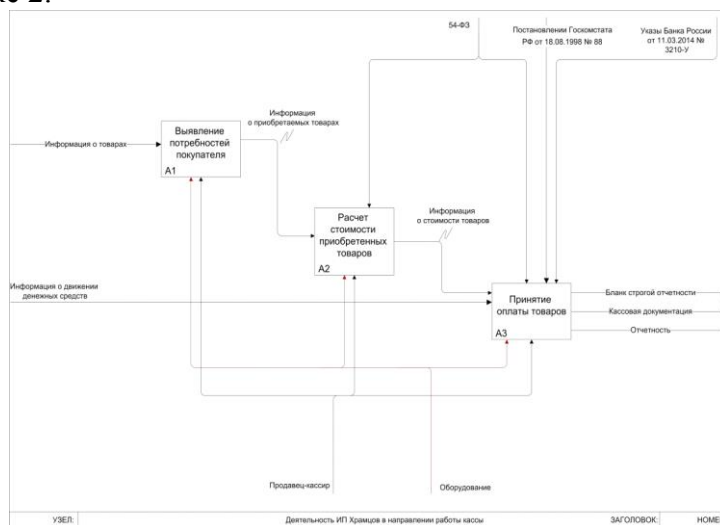 54-ФЗ
Постановлении Госкомстата
РФ от 18.08.1998 № 88
Указы Банка России
от 11.03.2014 №
3210-У
Информация
о приобретаемых товарах
Информация о товарах
Выявление
потребностей
покупателя
А1
Расчет
стоимости
приобретенных
товаров
А2
Информация
о стоимости товаров
Информация о движении
денежных средств
Принятие
оплаты товаров
А3
Бланк строгой отчетности
Кассовая документация
Отчетность
Продавец-кассир
Оборудование
УЗЕЛ:
Деятельность ИП Храмцов в направлении работы кассы
ЗАГОЛОВОК:
НОМЕ